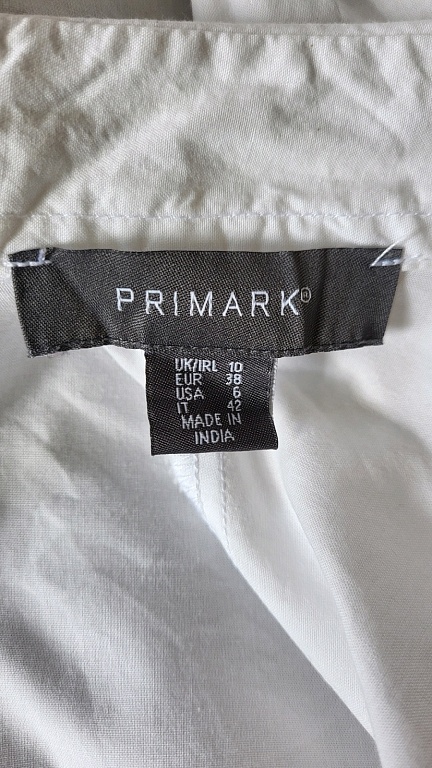 PRIMARK®
UK/IRL 10
EUR 38
USA 6
IT 42
MADE IN
INDIA